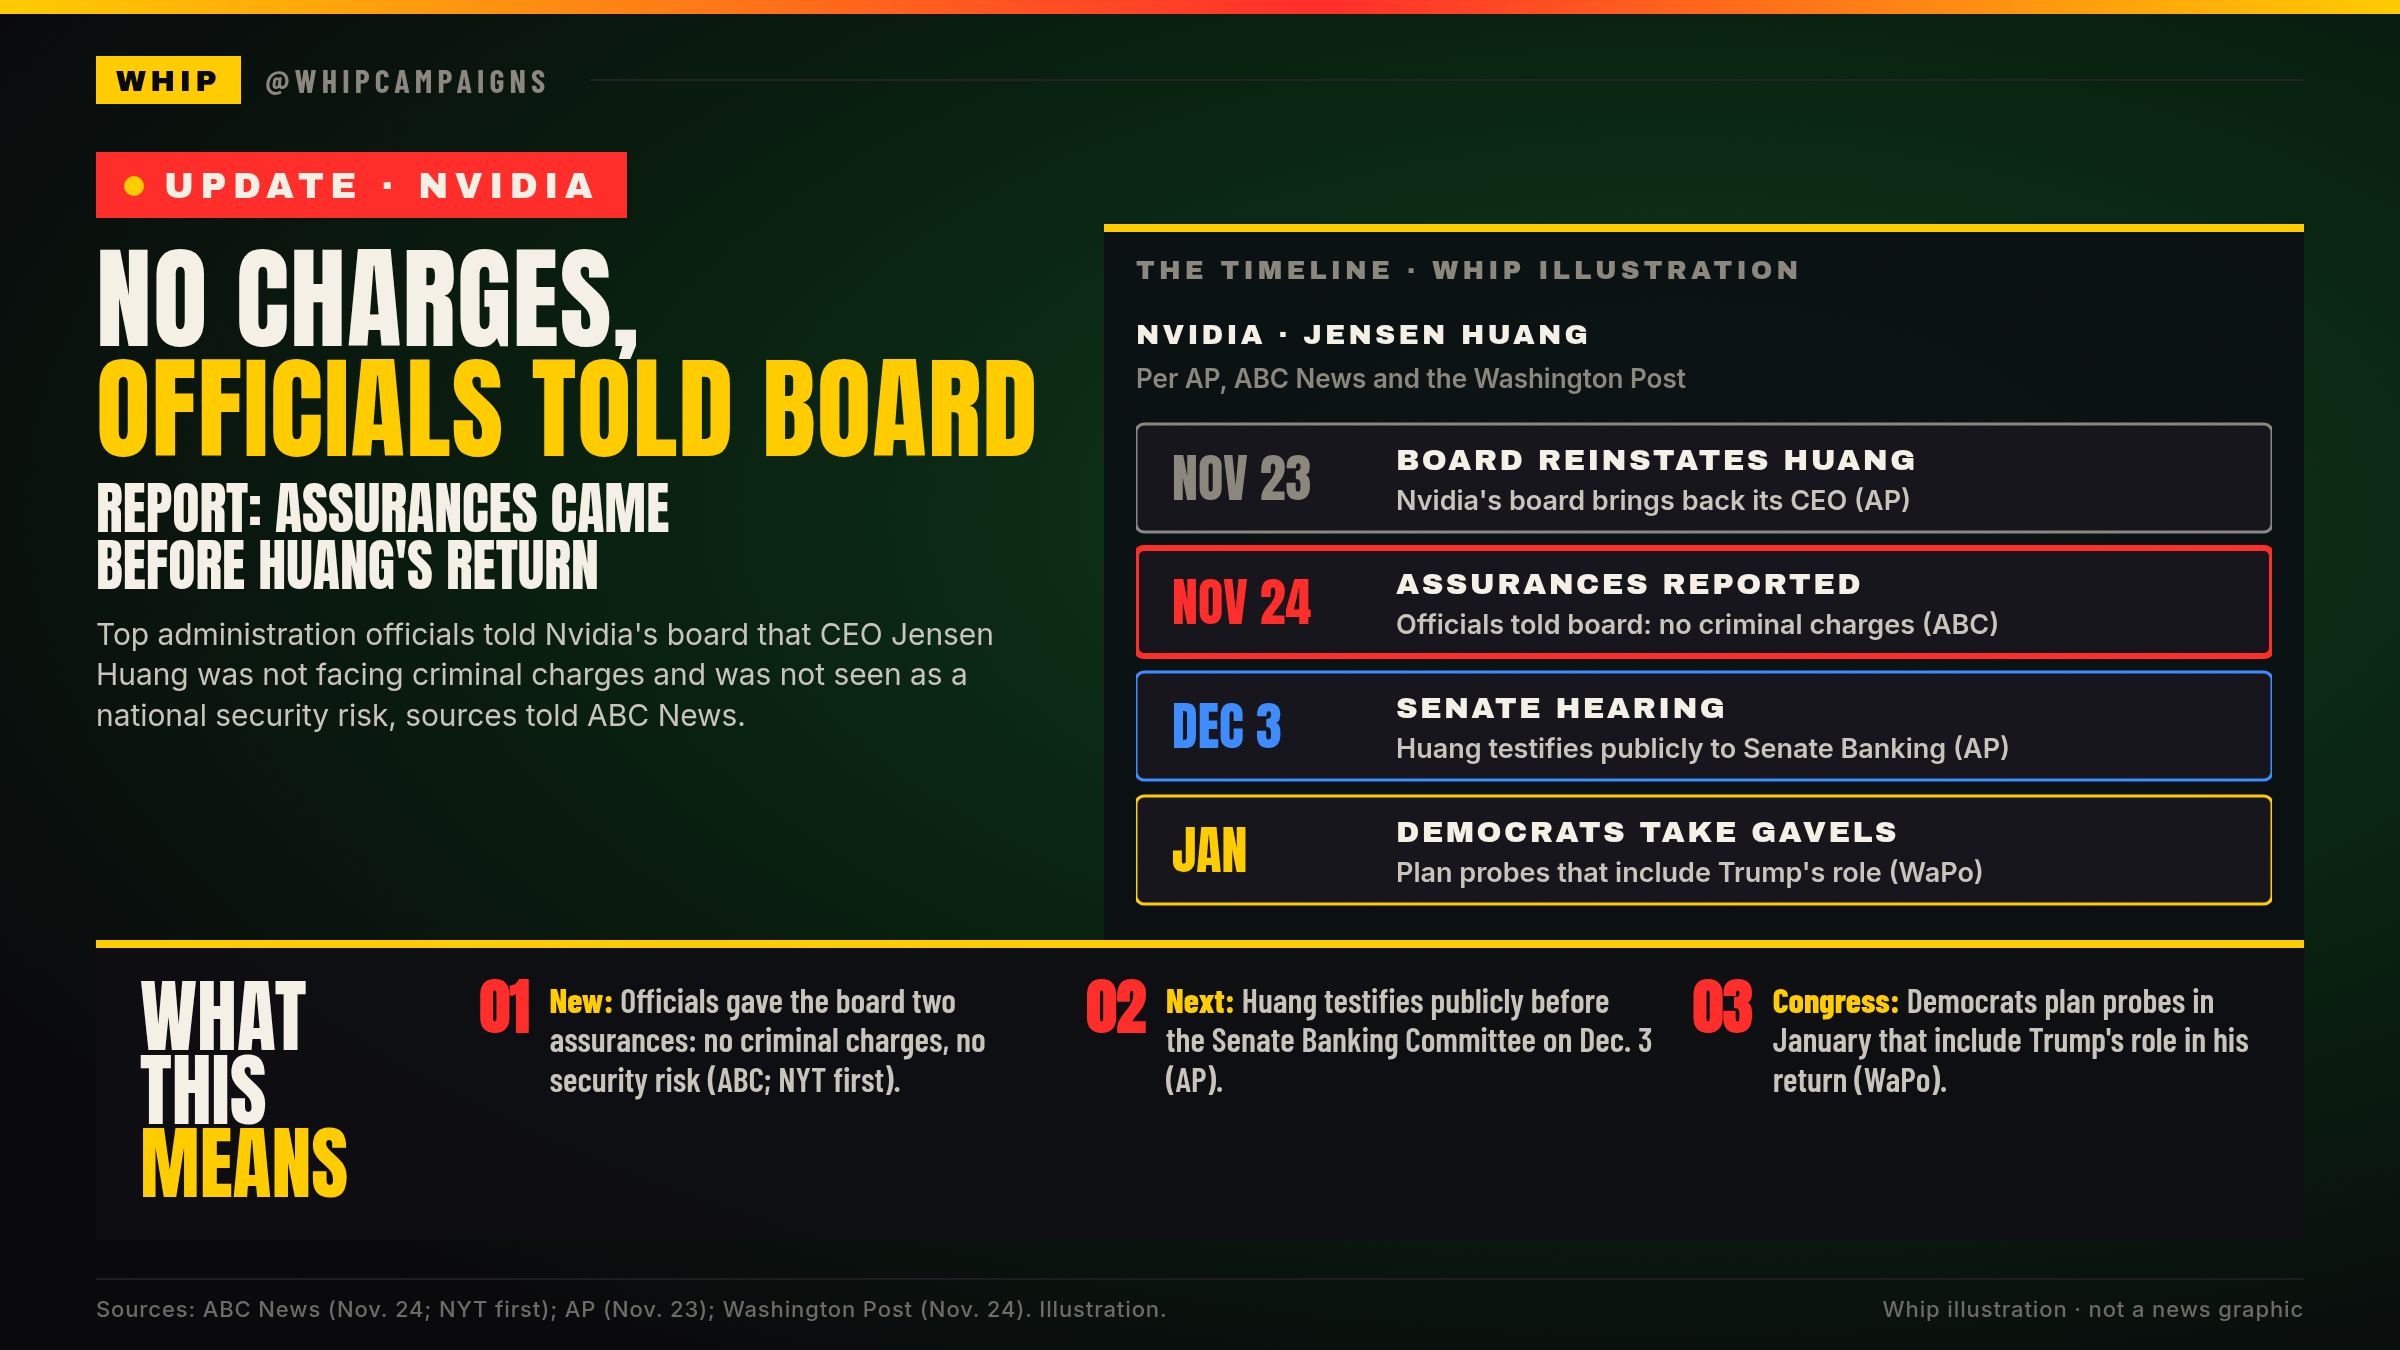 WHIP @WHIPCAMPAIGNS
UPDATE · NVIDIA
NO CHARGES,
OFFICIALS TOLD BOARD
REPORT: ASSURANCES CAME
BEFORE HUANG'S RETURN
Top administration officials told Nvidia's board that CEO Jensen
Huang was not facing criminal charges and was not seen as a
national security risk, sources told ABC News.
THE TIMELINE · WHIP ILLUSTRATION
NVIDIA · JENSEN HUANG
Per AP, ABC News and the Washington Post
NOV 23
BOARD REINSTATES HUANG
Nvidia's board brings back its CEO (AP)
NOV 24
ASSURANCES REPORTED
Officials told board: no criminal charges (ABC)
DEC 3
SENATE HEARING
Huang testifies publicly to Senate Banking (AP)
JAN
DEMOCRATS TAKE GAVELS
Plan probes that include Trump's role (WaPo)
WHAT
THIS
MEANS
01
New: Officials gave the board two
assurances: no criminal charges, no
security risk (ABC; NYT first).
02
Next: Huang testifies publicly before
the Senate Banking Committee on Dec. 3
(AP).
03
Congress: Democrats plan probes in
January that include Trump's role in his
return (WaPo).
Sources: ABC News (Nov. 24; NYT first); AP (Nov. 23); Washington Post (Nov. 24). Illustration.
Whip illustration · not a news graphic